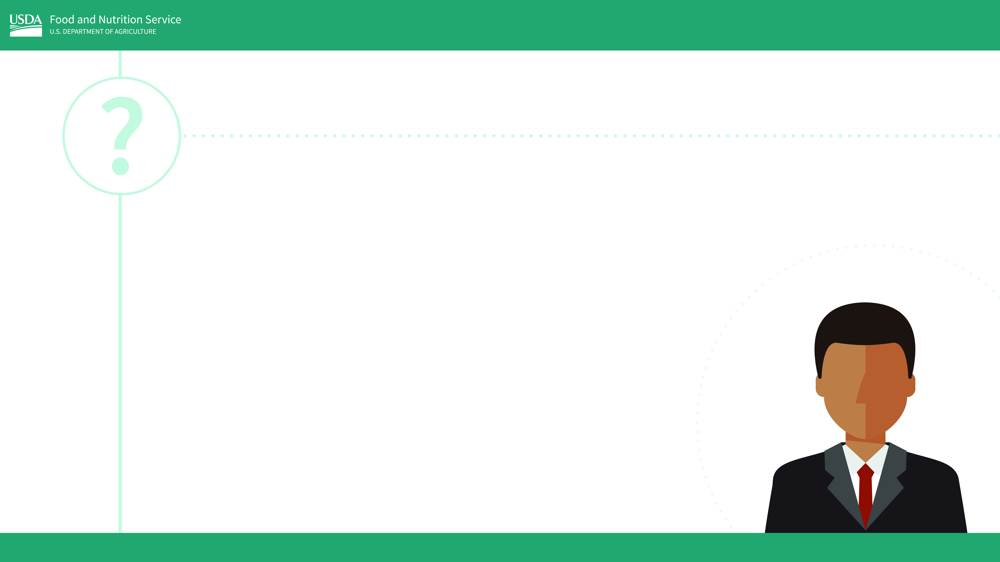 USDA
Food and Nutrition Service
U.S. DEPARTMENT OF AGRICULTURE
?